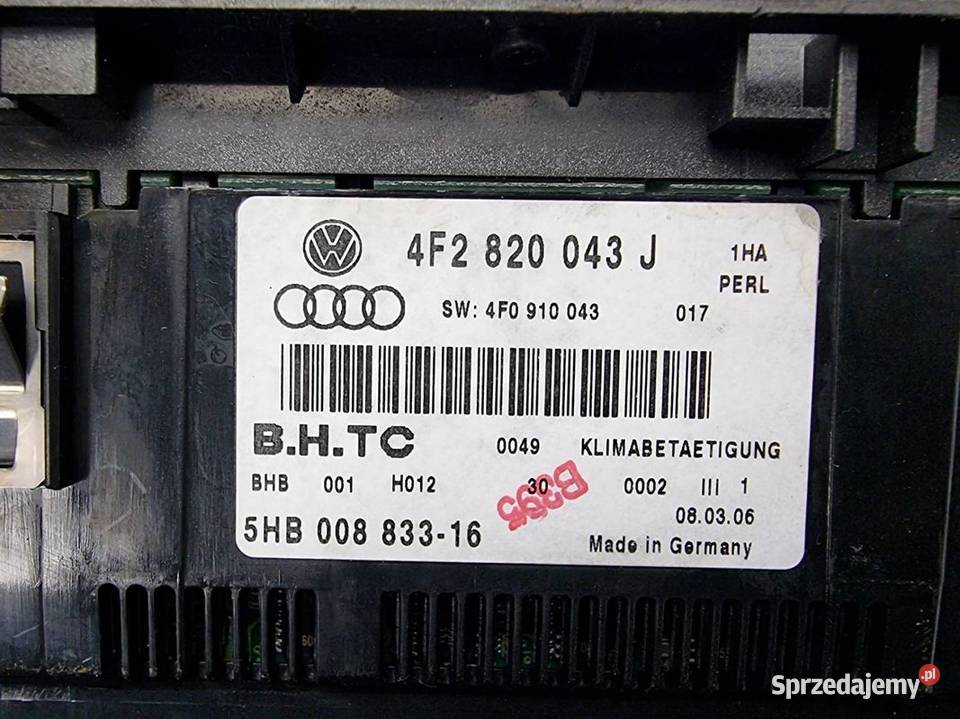 4F2 820 043 J 1HA
PERL
SW: 4F0 910 043 017
B.H.TC 0049 KLIMABETAETIGUNG
BHB 001 H012 30 0002 III 1
B395
08.03.06
5HB 008 833-16
Made in Germany
Sprzedajemy.pl